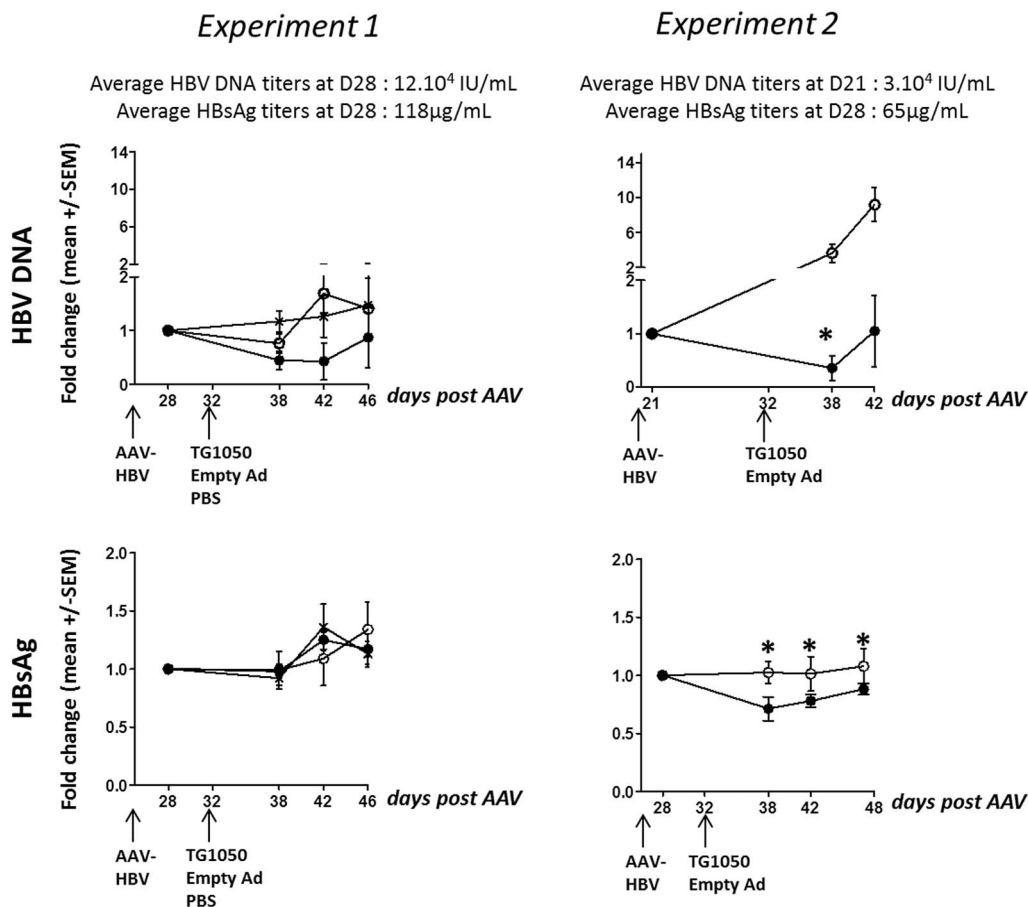 Experiment 1
Average HBV DNA titers at D28 : 12.10⁴ IU/mL
Average HBsAg titers at D28 : 118µg/mL
Experiment 2
Average HBV DNA titers at D21 : 3.10⁴ IU/mL
Average HBsAg titers at D28 : 65µg/mL
HBV DNA
Fold change (mean +/-SEM)
14
10
6
2
2
1
0
28 32 38 42 46 days post AAV
AAV-
HBV
TG1050
Empty Ad
PBS
14
10
6
2
2
1
0
*
21 32 38 42 days post AAV
AAV-
HBV
TG1050
Empty Ad
HBsAg
Fold change (mean +/-SEM)
2.0
1.5
1.0
0.5
0.0
28 32 38 42 46 days post AAV
AAV-
HBV
TG1050
Empty Ad
PBS
2.0
1.5
1.0
0.5
0.0
* * *
28 32 38 42 48 days post AAV
AAV-
HBV
TG1050
Empty Ad